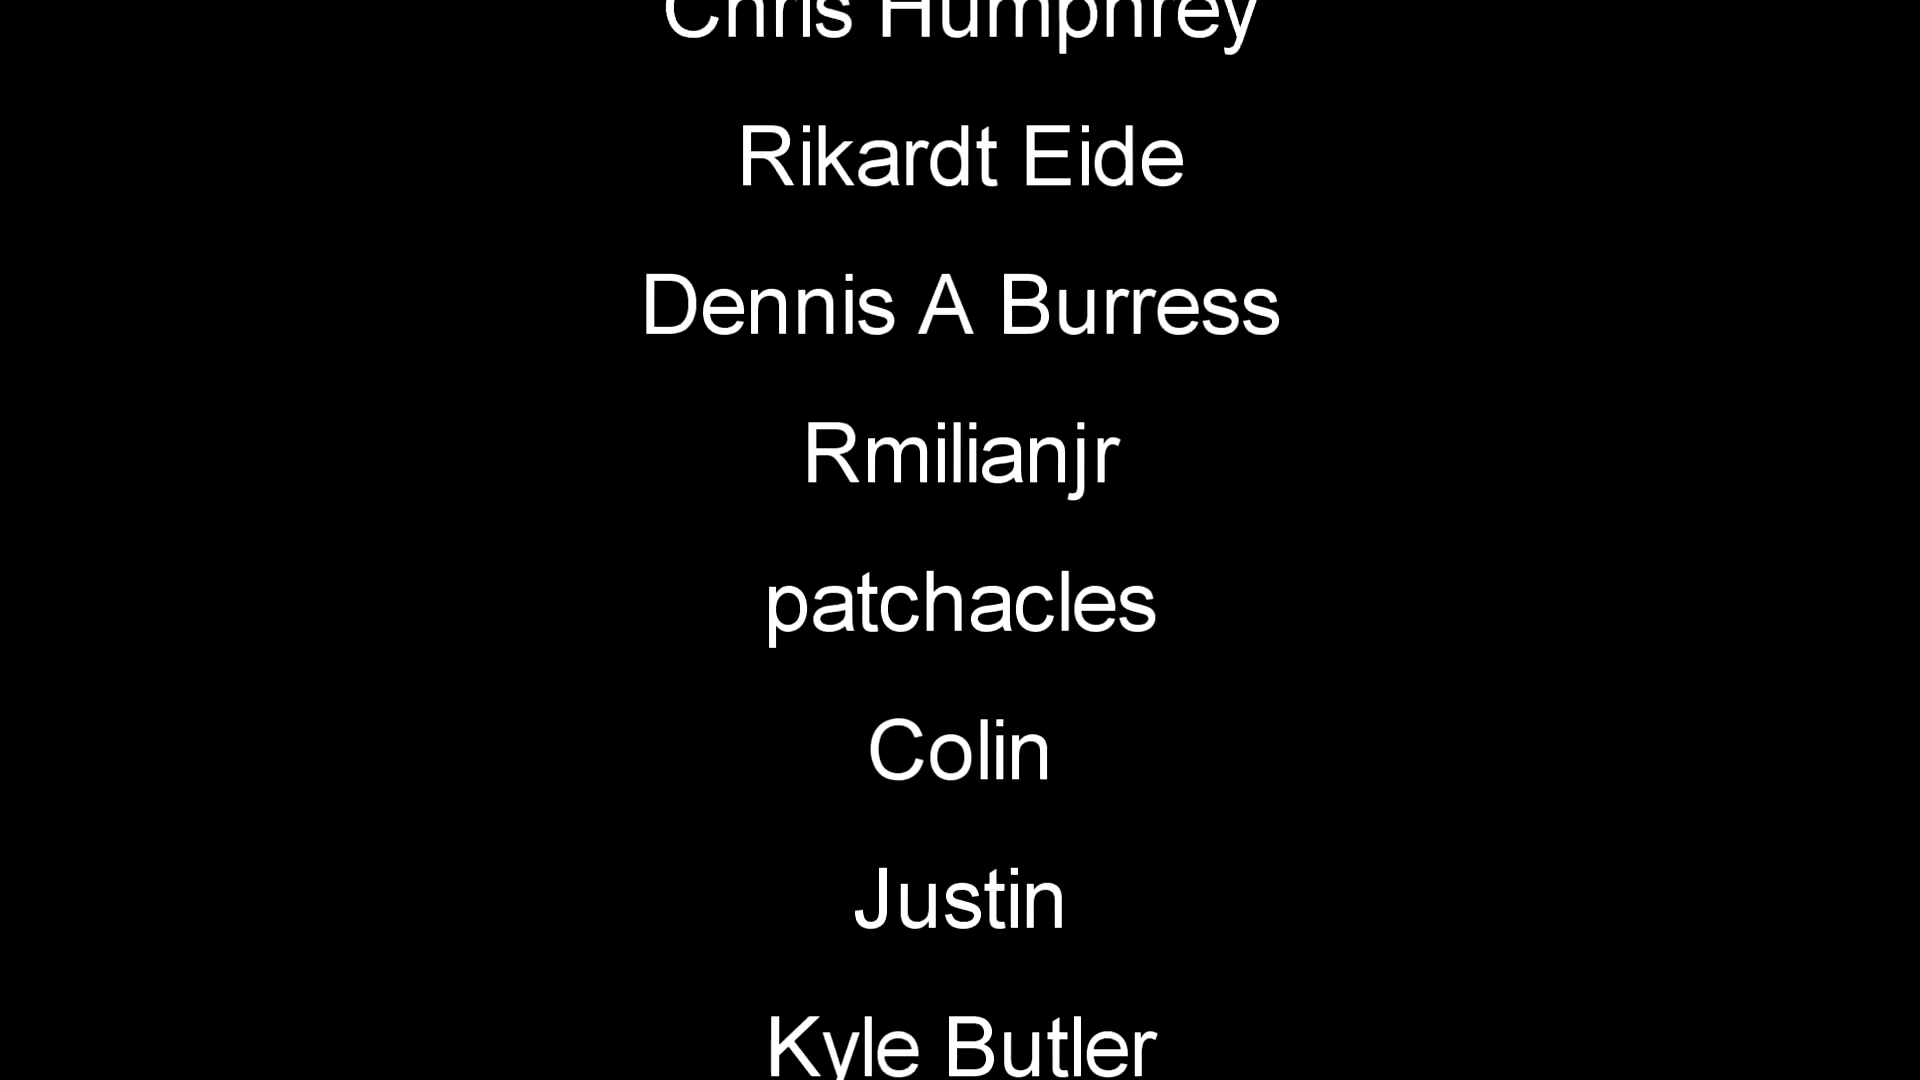 Chris Humphrey
Rikardt Eide
Dennis A Burress
Rmilianjr
patchacles
Colin
Justin
Kyle Butler